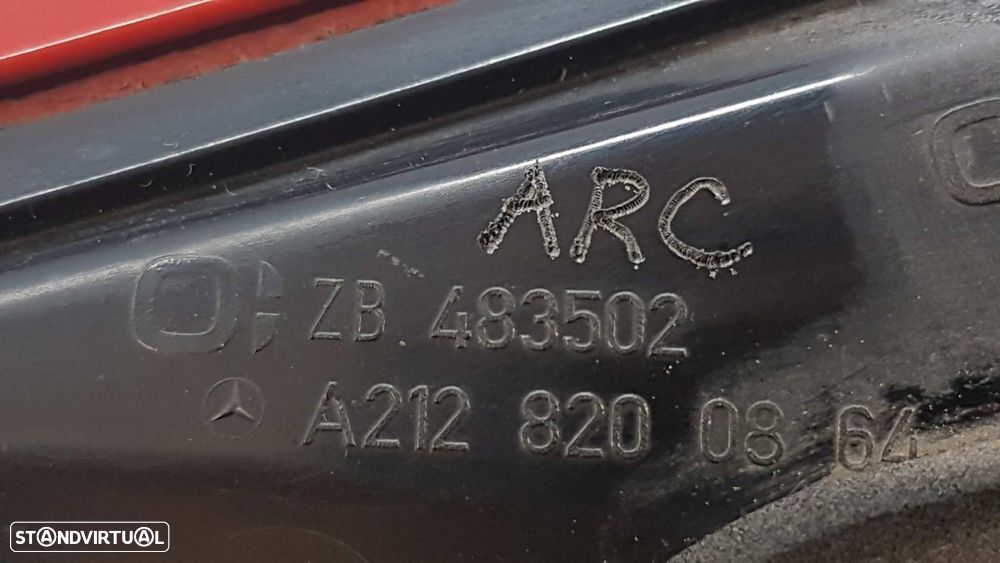 ARC
ZB 483502
A212 820 08 64
STANDVIRTUAL